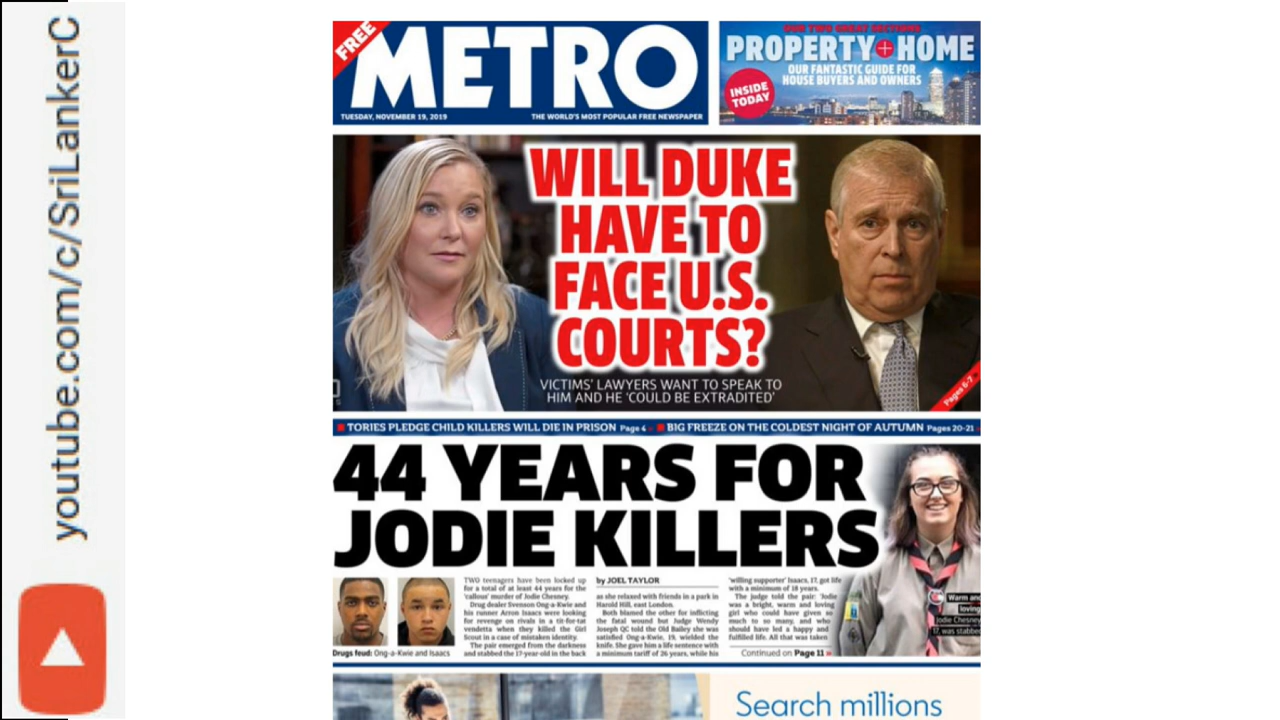 youtube.com/c/SriLankerC
FREE
METRO
TUESDAY, NOVEMBER 19, 2019
THE WORLD'S MOST POPULAR FREE NEWSPAPER
OUR TWO GREAT SECTIONS
PROPERTY + HOME
OUR FANTASTIC GUIDE FOR
HOUSE BUYERS AND OWNERS
INSIDE
TODAY
WILL DUKE
HAVE TO
FACE U.S.
COURTS?
VICTIMS' LAWYERS WANT TO SPEAK TO
HIM AND HE 'COULD BE EXTRADITED'
Pages 6-7
TORIES PLEDGE CHILD KILLERS WILL DIE IN PRISON Page 4
BIG FREEZE ON THE COLDEST NIGHT OF AUTUMN Pages 20-21
44 YEARS FOR
JODIE KILLERS
Drugs feud: Ong-a-Kwie and Isaacs
TWO teenagers have been locked up
for a total of at least 44 years for the
'callous' murder of Jodie Chesney.
Drug dealer Svenson Ong-a-Kwie and
his runner Arron Isaacs were looking
for revenge on rivals in a tit-for-tat
vendetta when they killed the Girl
Scout in a case of mistaken identity.
The pair emerged from the darkness
and stabbed the 17-year-old in the back
by JOEL TAYLOR
as she relaxed with friends in a park in
Harold Hill, east London.
Both blamed the other for inflicting
the fatal wound but Judge Wendy
Joseph QC told the Old Bailey she was
satisfied Ong-a-Kwie, 19, wielded the
knife. She gave him a life sentence with
a minimum tariff of 26 years, while his
'willing supporter' Isaacs, 17, got life
with a minimum of 18 years.
The judge told the pair: 'Jodie
was a bright, warm and loving
girl who could have given so
much to so many, and who
should have led a happy and
fulfilled life. All that was taken
Continued on Page 11
Warm and
loving
Jodie Chesney
17, was stabbed
Search millions